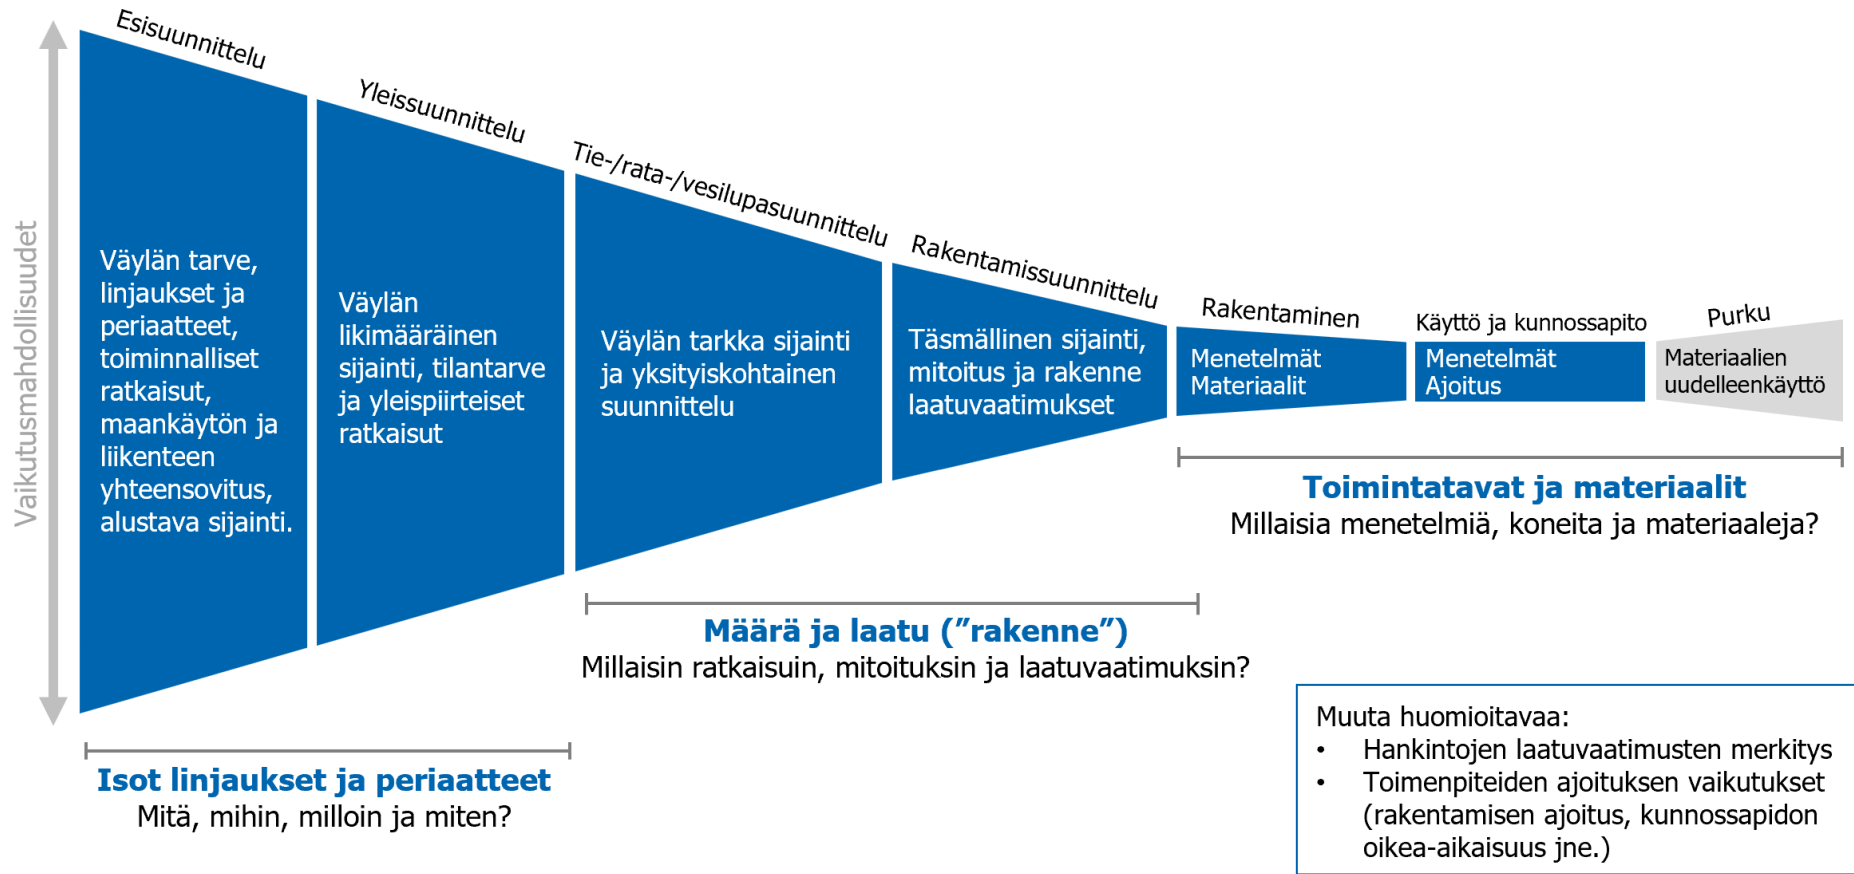 Vaikutusmahdollisuudet
Esisuunnittelu
Väylän tarve,
linjaukset ja
periaatteet,
toiminnalliset
ratkaisut,
maankäytön ja
liikenteen
yhteensovitus,
alustava sijainti.
Yleissuunnittelu
Väylän
likimääräinen
sijainti, tilantarve
ja yleispiirteiset
ratkaisut
Tie-/rata-/vesilupasuunnittelu
Väylän tarkka sijainti
ja yksityiskohtainen
suunnittelu
Rakentamissuunnittelu
Täsmällinen sijainti,
mitoitus ja rakenne
laatuvaatimukset
Rakentaminen
Menetelmät
Materiaalit
Käyttö ja kunnossapito
Menetelmät
Ajoitus
Purku
Materiaalien
uudelleenkäyttö
Toimintatavat ja materiaalit
Millaisia menetelmiä, koneita ja materiaaleja?
Määrä ja laatu (”rakenne”)
Millaisin ratkaisuin, mitoituksin ja laatuvaatimuksin?
Isot linjaukset ja periaatteet
Mitä, mihin, milloin ja miten?
Muuta huomioitavaa:
• Hankintojen laatuvaatimusten merkitys
• Toimenpiteiden ajoituksen vaikutukset
(rakentamisen ajoitus, kunnossapidon
oikea-aikaisuus jne.)